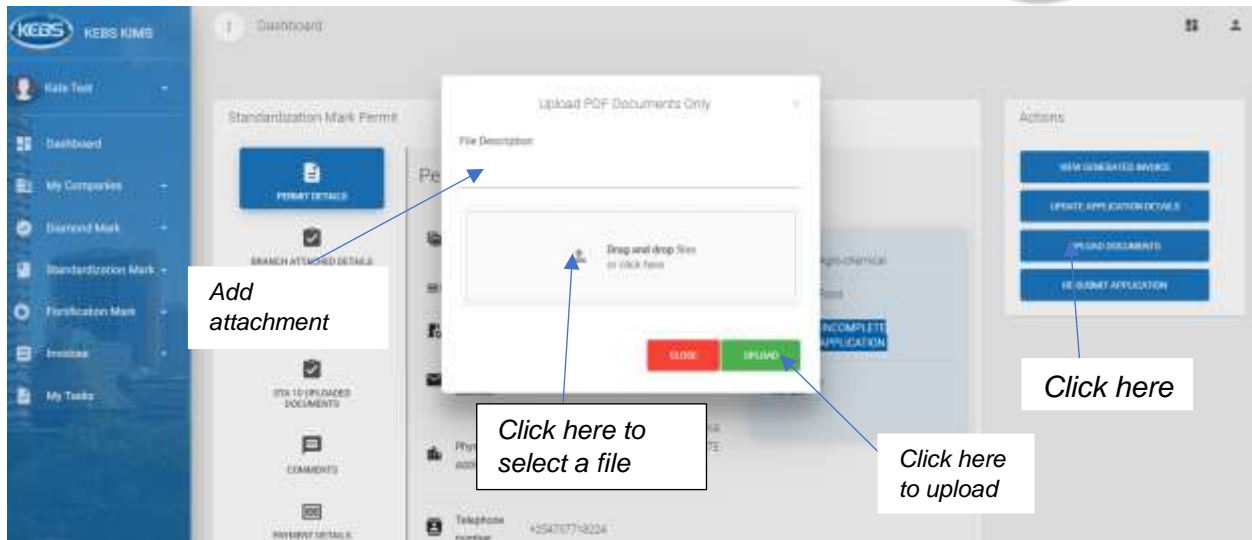 KEBS KEBS KIMS
Dashboard
Kate Test
Dashboard
My Companies
Diamond Mark
Standardization Mark
Fortification Mark
Invoices
My Tasks
Standardization Mark Permit
PERMIT DETAILS
BRANCH ATTACHED DETAILS
STA 10 UPLOADED
DOCUMENTS
COMMENTS
PAYMENT DETAILS
Pe
Upload PDF Documents Only
File Description
Drag and drop files
or click here
CLOSE UPLOAD
Agro-chemical
Food
INCOMPLETE
APPLICATION
Telephone
number
Actions
VIEW GENERATED INVOICE
UPDATE APPLICATION DETAILS
UPLOAD DOCUMENTS
RE-SUBMIT APPLICATION
Add
attachment
Click here to
select a file
Click here
to upload
Click here